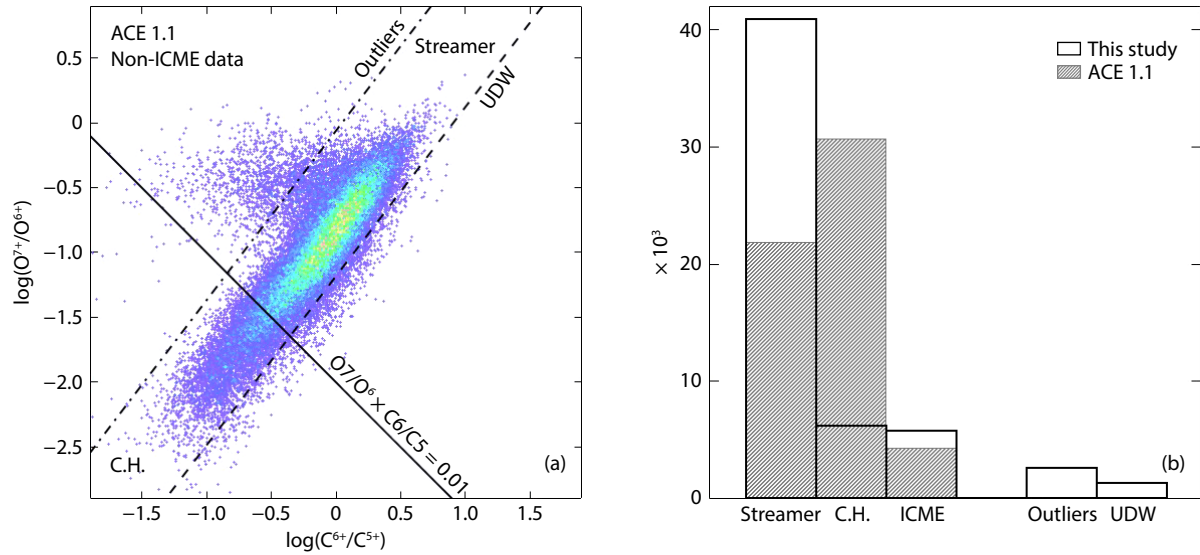 ACE 1.1
Non-ICME data
Outliers
Streamer
UDW
0.5
0
−0.5
−1.0
−1.5
−2.0
−2.5
log(O7+/O6+)
C.H.
O7/O6 × C6/C5 = 0.01
(a)
−1.5
−1.0
−0.5
0
0.5
1.0
1.5
log(C6+/C5+)
40
30
20
10
0
× 103
This study
ACE 1.1
(b)
Streamer
C.H.
ICME
Outliers
UDW